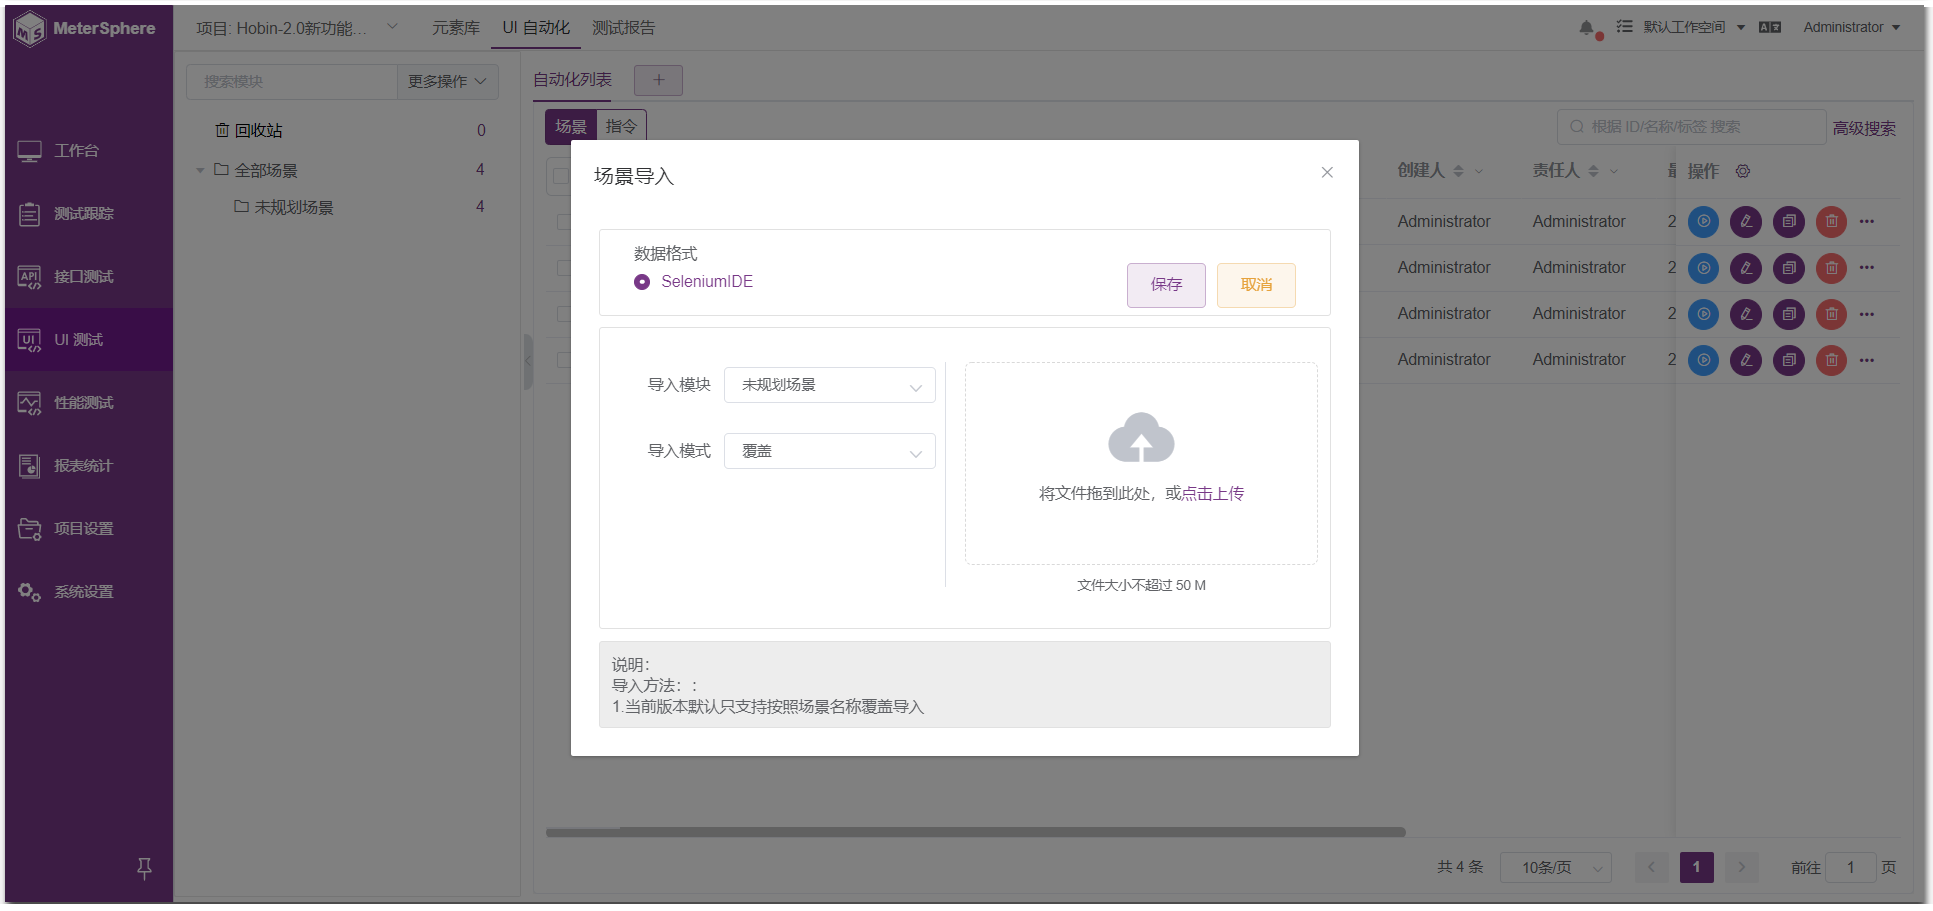 MeterSphere
项目: Hobin-2.0新功能...
元素库
UI 自动化
测试报告
默认工作空间
Administrator
工作台
测试跟踪
接口测试
UI 测试
性能测试
报表统计
项目设置
系统设置
搜索模块
更多操作
回收站 0
全部场景 4
未规划场景 4
自动化列表
+
场景
指令
根据 ID/名称/标签 搜索
高级搜索
创建人
责任人
操作
Administrator Administrator 2
Administrator Administrator 2
Administrator Administrator 2
Administrator Administrator 2
场景导入
数据格式
SeleniumIDE
保存
取消
导入模块 未规划场景
导入模式 覆盖
将文件拖到此处，或点击上传
文件大小不超过 50 M
说明：
导入方法：:
1.当前版本默认只支持按照场景名称覆盖导入
共 4 条
10条/页
1
前往 1 页